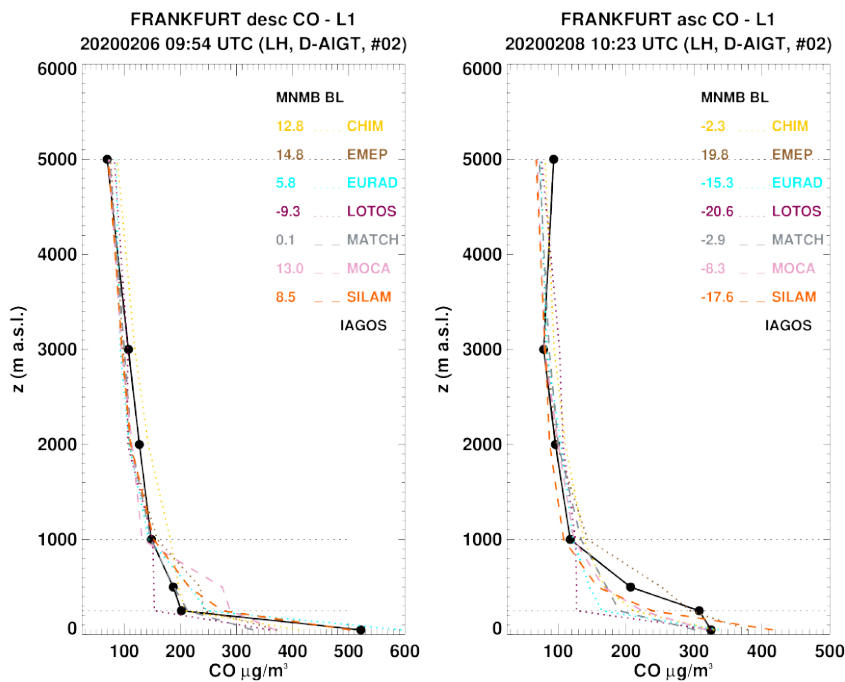 FRANKFURT desc CO - L1
20200206 09:54 UTC (LH, D-AIGT, #02)
6000
5000
4000
3000
2000
1000
0
z (m a.s.l.)
MNMB BL
12.8 CHIM
14.8 EMEP
5.8 EURAD
-9.3 LOTOS
0.1 MATCH
13.0 MOCA
8.5 SILAM
IAGOS
100 200 300 400 500 600
CO μg/m³
FRANKFURT asc CO - L1
20200208 10:23 UTC (LH, D-AIGT, #02)
6000
5000
4000
3000
2000
1000
0
z (m a.s.l.)
MNMB BL
-2.3 CHIM
19.8 EMEP
-15.3 EURAD
-20.6 LOTOS
-2.9 MATCH
-8.3 MOCA
-17.6 SILAM
IAGOS
100 200 300 400 500
CO μg/m³